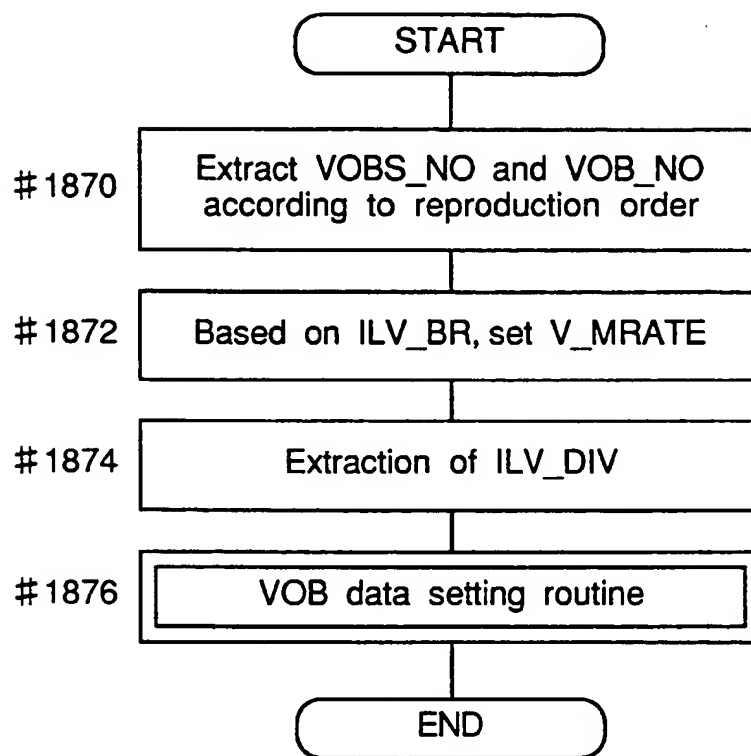 START
#1870
Extract VOBS_NO and VOB_NO
according to reproduction order
#1872
Based on ILV_BR, set V_MRATE
#1874
Extraction of ILV_DIV
#1876
VOB data setting routine
END